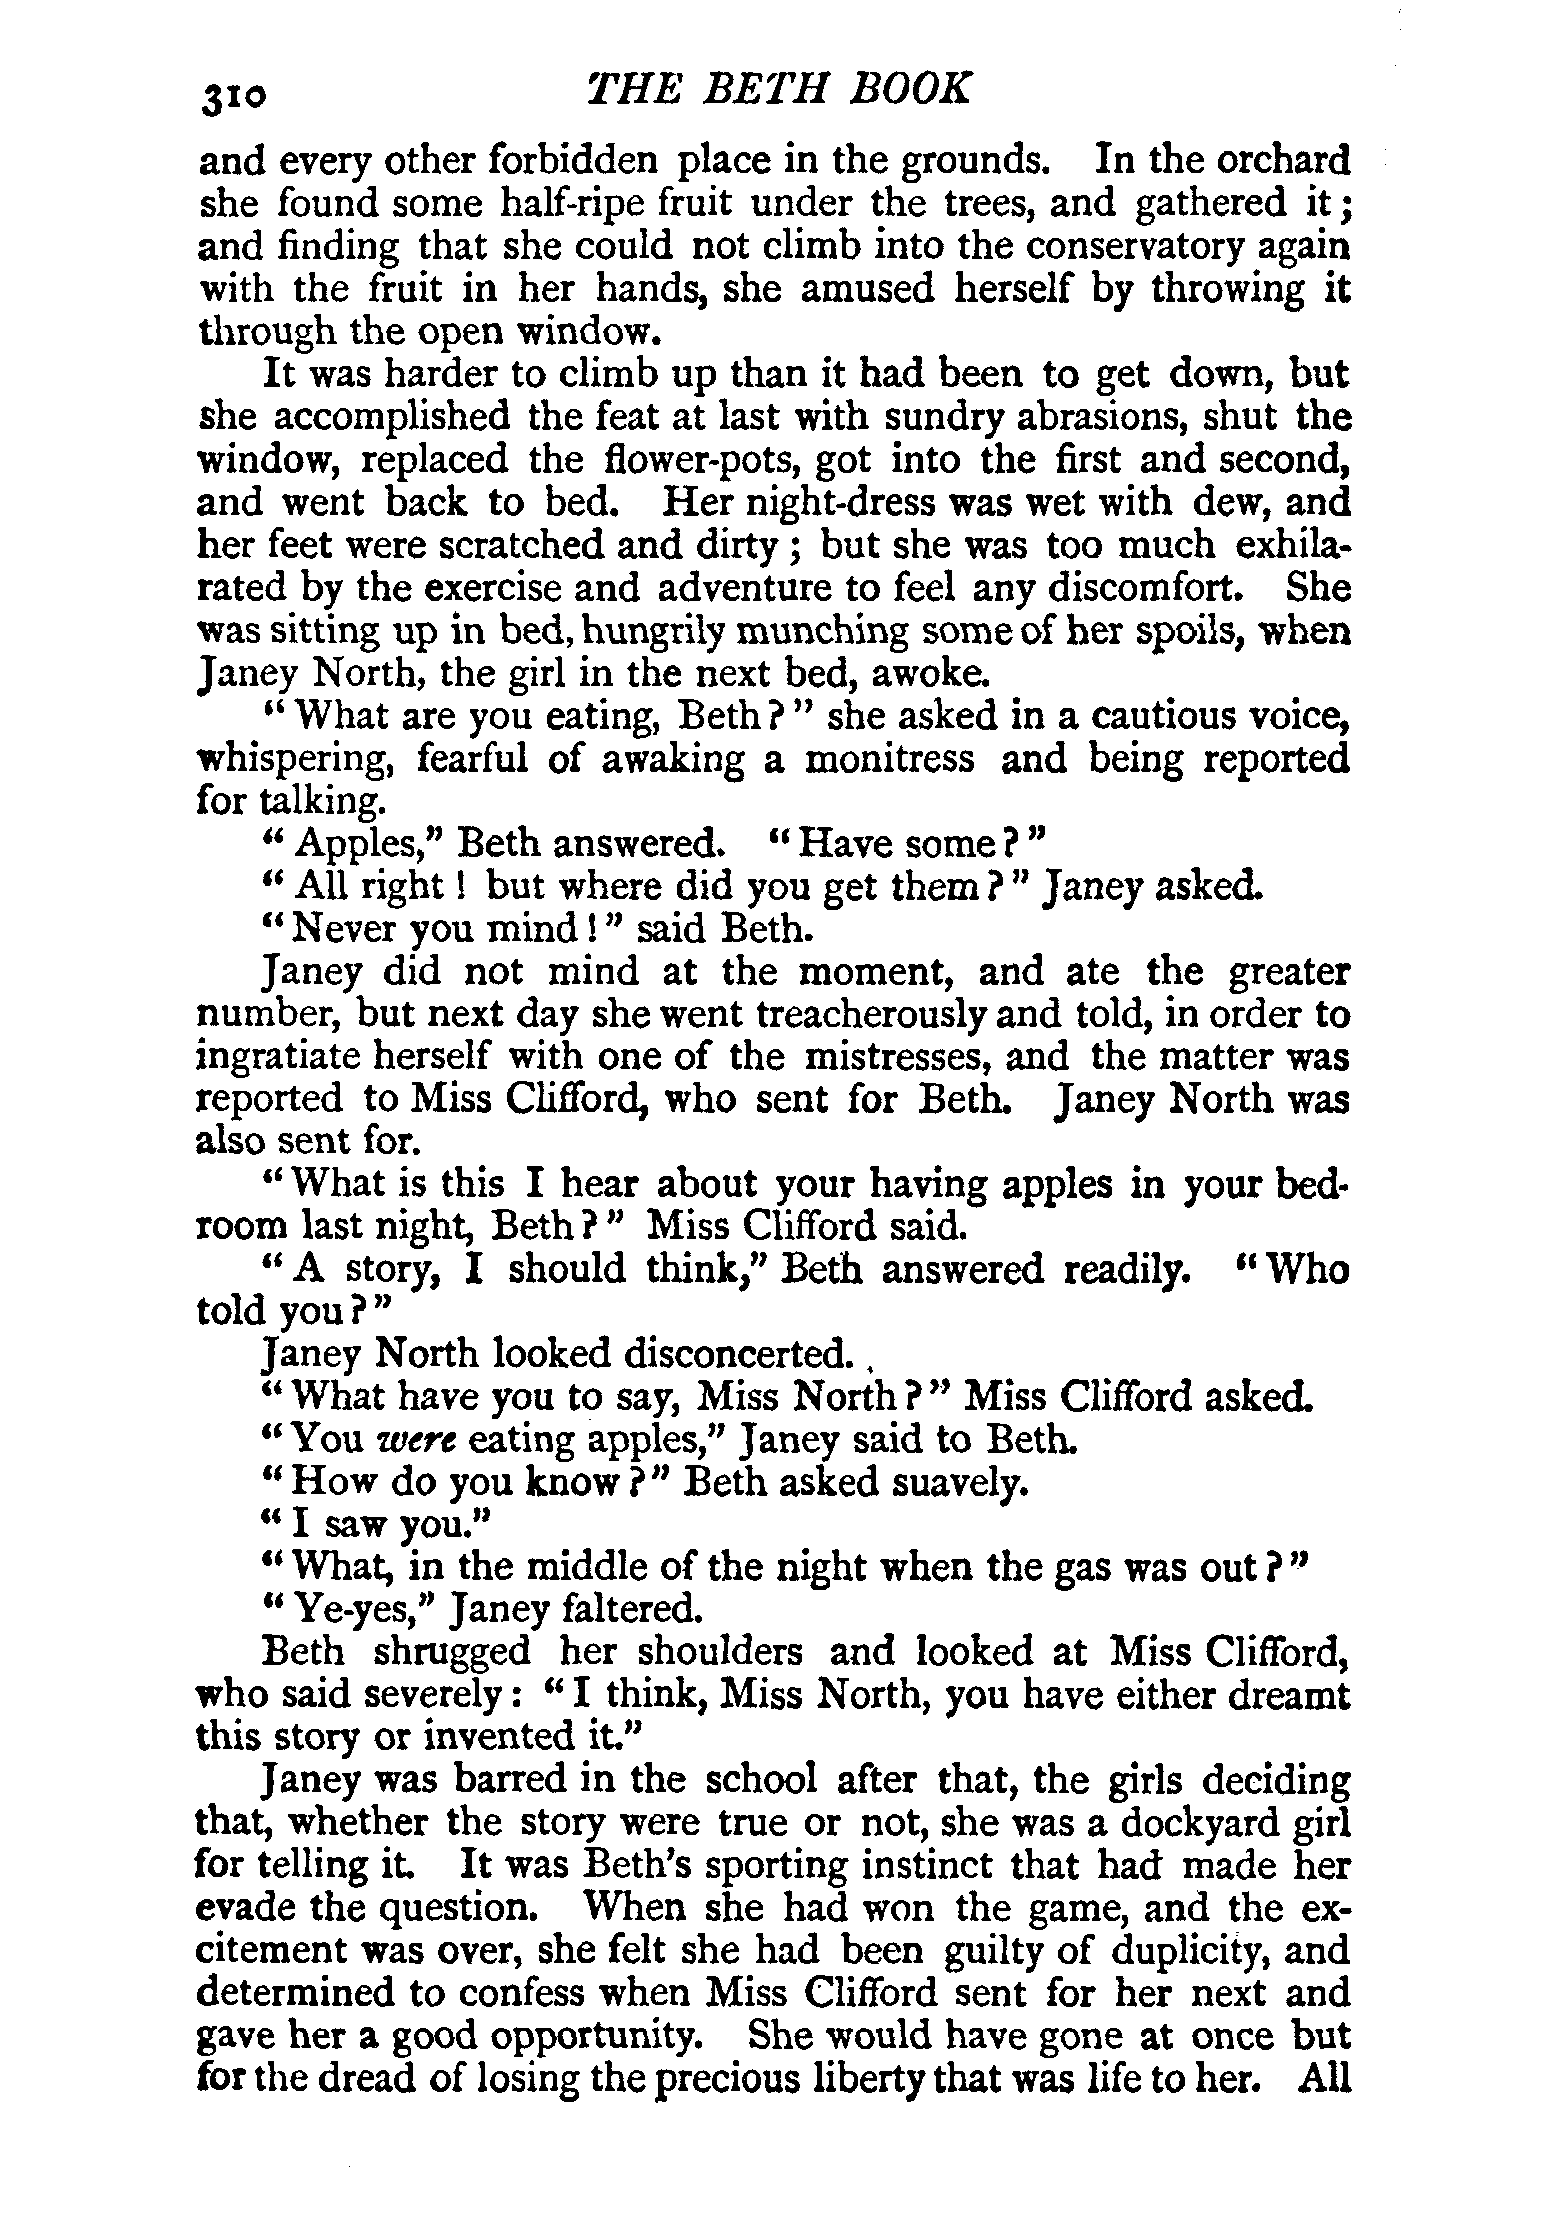 310 THE BETH BOOK
and every other forbidden place in the grounds. In the orchard
she found some half-ripe fruit under the trees, and gathered it;
and finding that she could not climb into the conservatory again
with the fruit in her hands, she amused herself by throwing it
through the open window.
It was harder to climb up than it had been to get down, but
she accomplished the feat at last with sundry abrasions, shut the
window, replaced the flower-pots, got into the first and second,
and went back to bed. Her night-dress was wet with dew, and
her feet were scratched and dirty; but she was too much exhila-
rated by the exercise and adventure to feel any discomfort. She
was sitting up in bed, hungrily munching some of her spoils, when
Janey North, the girl in the next bed, awoke.
"What are you eating, Beth?" she asked in a cautious voice,
whispering, fearful of awaking a monitress and being reported
for talking.
"Apples," Beth answered. "Have some?"
"All right! but where did you get them?" Janey asked.
"Never you mind!" said Beth.
Janey did not mind at the moment, and ate the greater
number, but next day she went treacherously and told, in order to
ingratiate herself with one of the mistresses, and the matter was
reported to Miss Clifford, who sent for Beth. Janey North was
also sent for.
"What is this I hear about your having apples in your bed-
room last night, Beth?" Miss Clifford said.
"A story, I should think," Beth answered readily. "Who
told you?"
Janey North looked disconcerted.
"What have you to say, Miss North?" Miss Clifford asked.
"You were eating apples," Janey said to Beth.
"How do you know?" Beth asked suavely.
"I saw you."
"What, in the middle of the night when the gas was out?"
"Ye-yes," Janey faltered.
Beth shrugged her shoulders and looked at Miss Clifford,
who said severely: "I think, Miss North, you have either dreamt
this story or invented it."
Janey was barred in the school after that, the girls deciding
that, whether the story were true or not, she was a dockyard girl
for telling it. It was Beth's sporting instinct that had made her
evade the question. When she had won the game, and the ex-
citement was over, she felt she had been guilty of duplicity, and
determined to confess when Miss Clifford sent for her next and
gave her a good opportunity. She would have gone at once but
for the dread of losing the precious liberty that was life to her. All